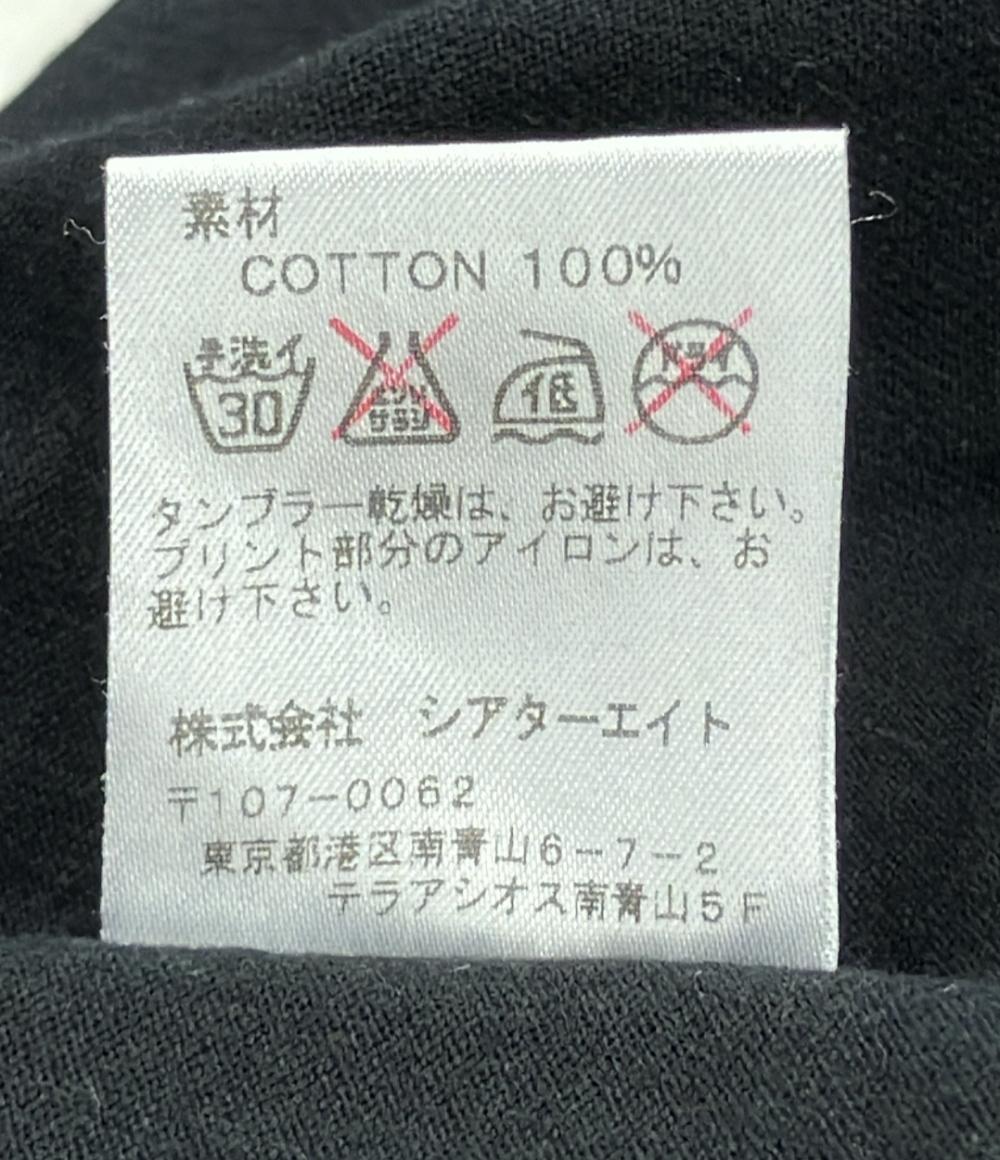 素材
COTTON 100%
手洗イ
30
エンソ
サラシ
低
ドライ
タンブラー乾燥は、お避け下さい。
プリント部分のアイロンは、お
避け下さい。
株式会社 シアターエイト
〒107-0062
東京都港区南青山6-7-2
テラアシオス南青山5F